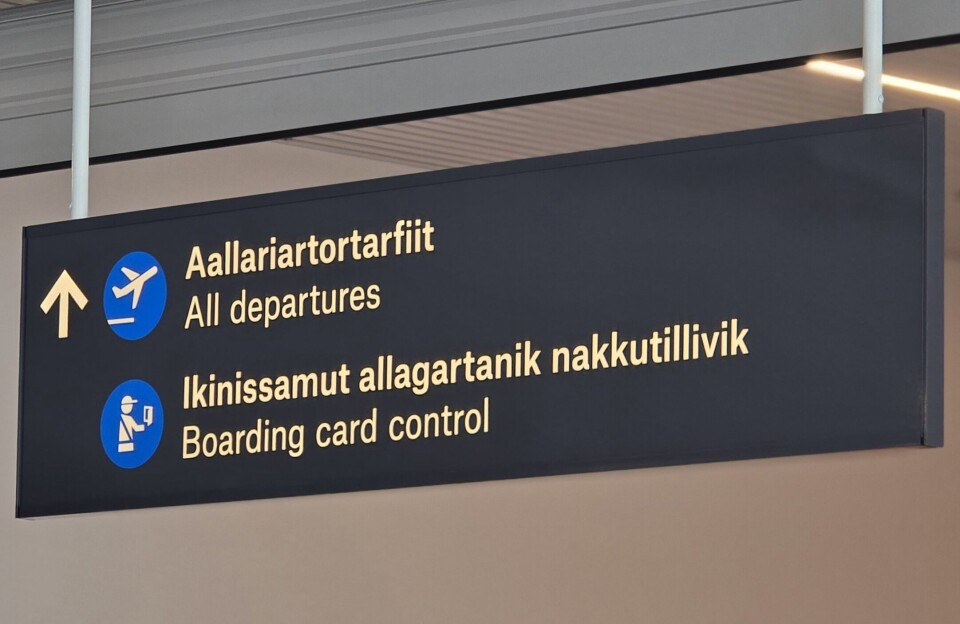 Aallariartortarfiit
All departures
Ikinissamut allagartanik nakkutillivik
Boarding card control